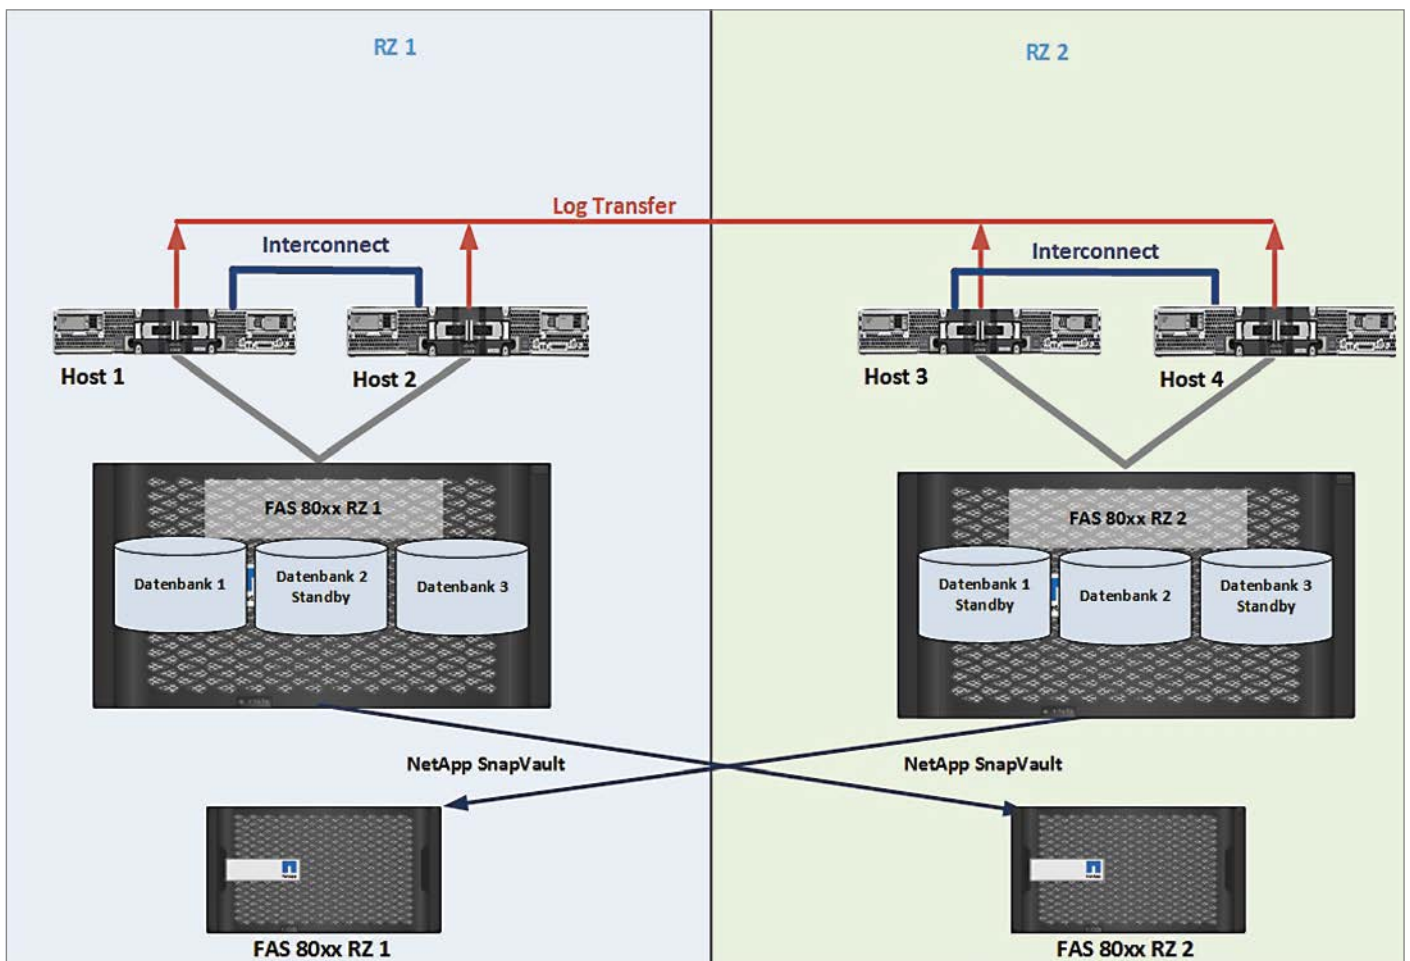 RZ 1
RZ 2
Log Transfer
Interconnect
Interconnect
Host 1
Host 2
Host 3
Host 4
FAS 80xx RZ 1
FAS 80xx RZ 2
Datenbank 1
Datenbank 2
Standby
Datenbank 3
Datenbank 1
Standby
Datenbank 2
Datenbank 3
Standby
NetApp SnapVault
NetApp SnapVault
FAS 80xx RZ 1
FAS 80xx RZ 2